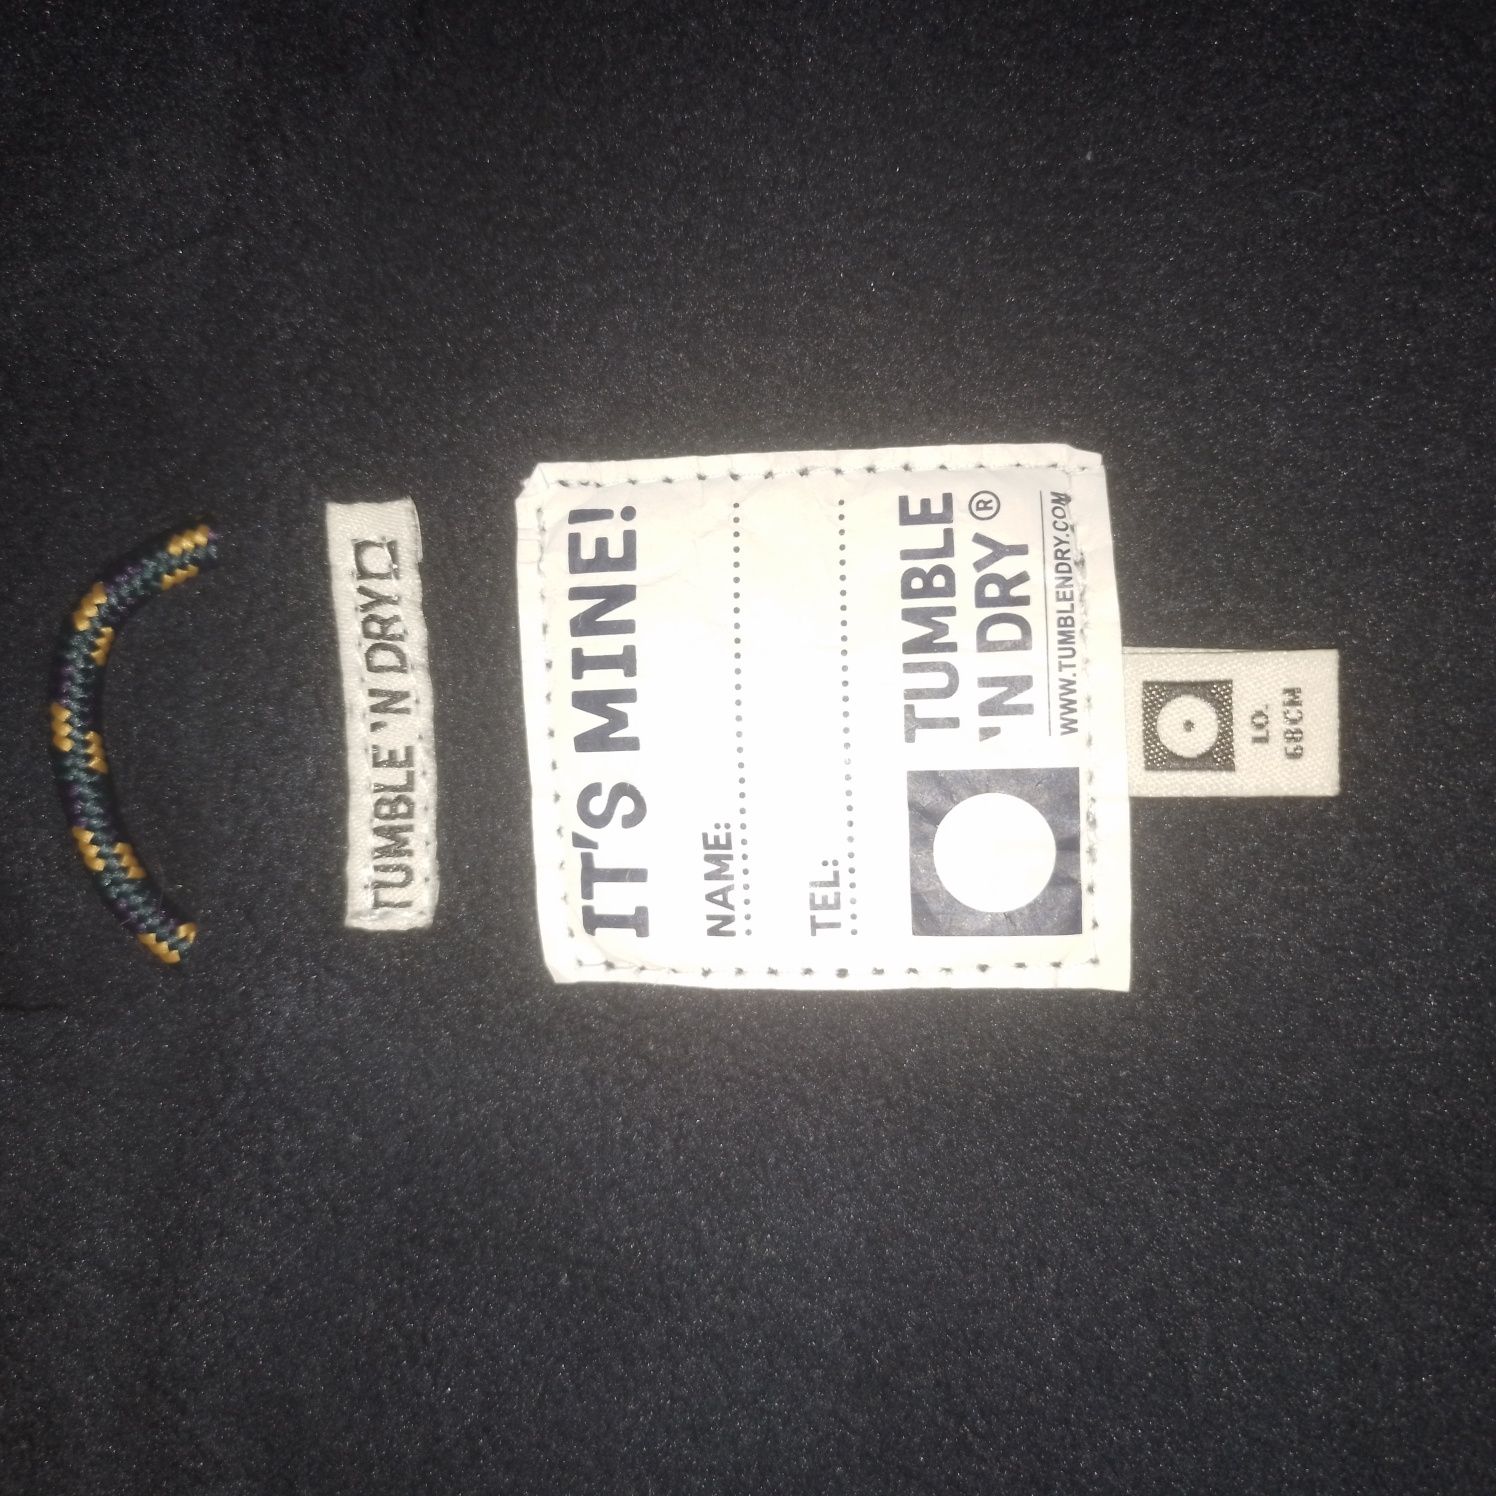 TUMBLE 'N DRY
IT'S MINE!
NAME:
TEL:
TUMBLE
'N DRY®
WWW.TUMBLENDRY.COM
LO.
68CM